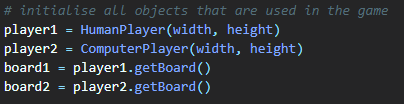 # initialise all objects that are used in the game
player1 = HumanPlayer(width, height)
player2 = ComputerPlayer(width, height)
board1 = player1.getBoard()
board2 = player2.getBoard()